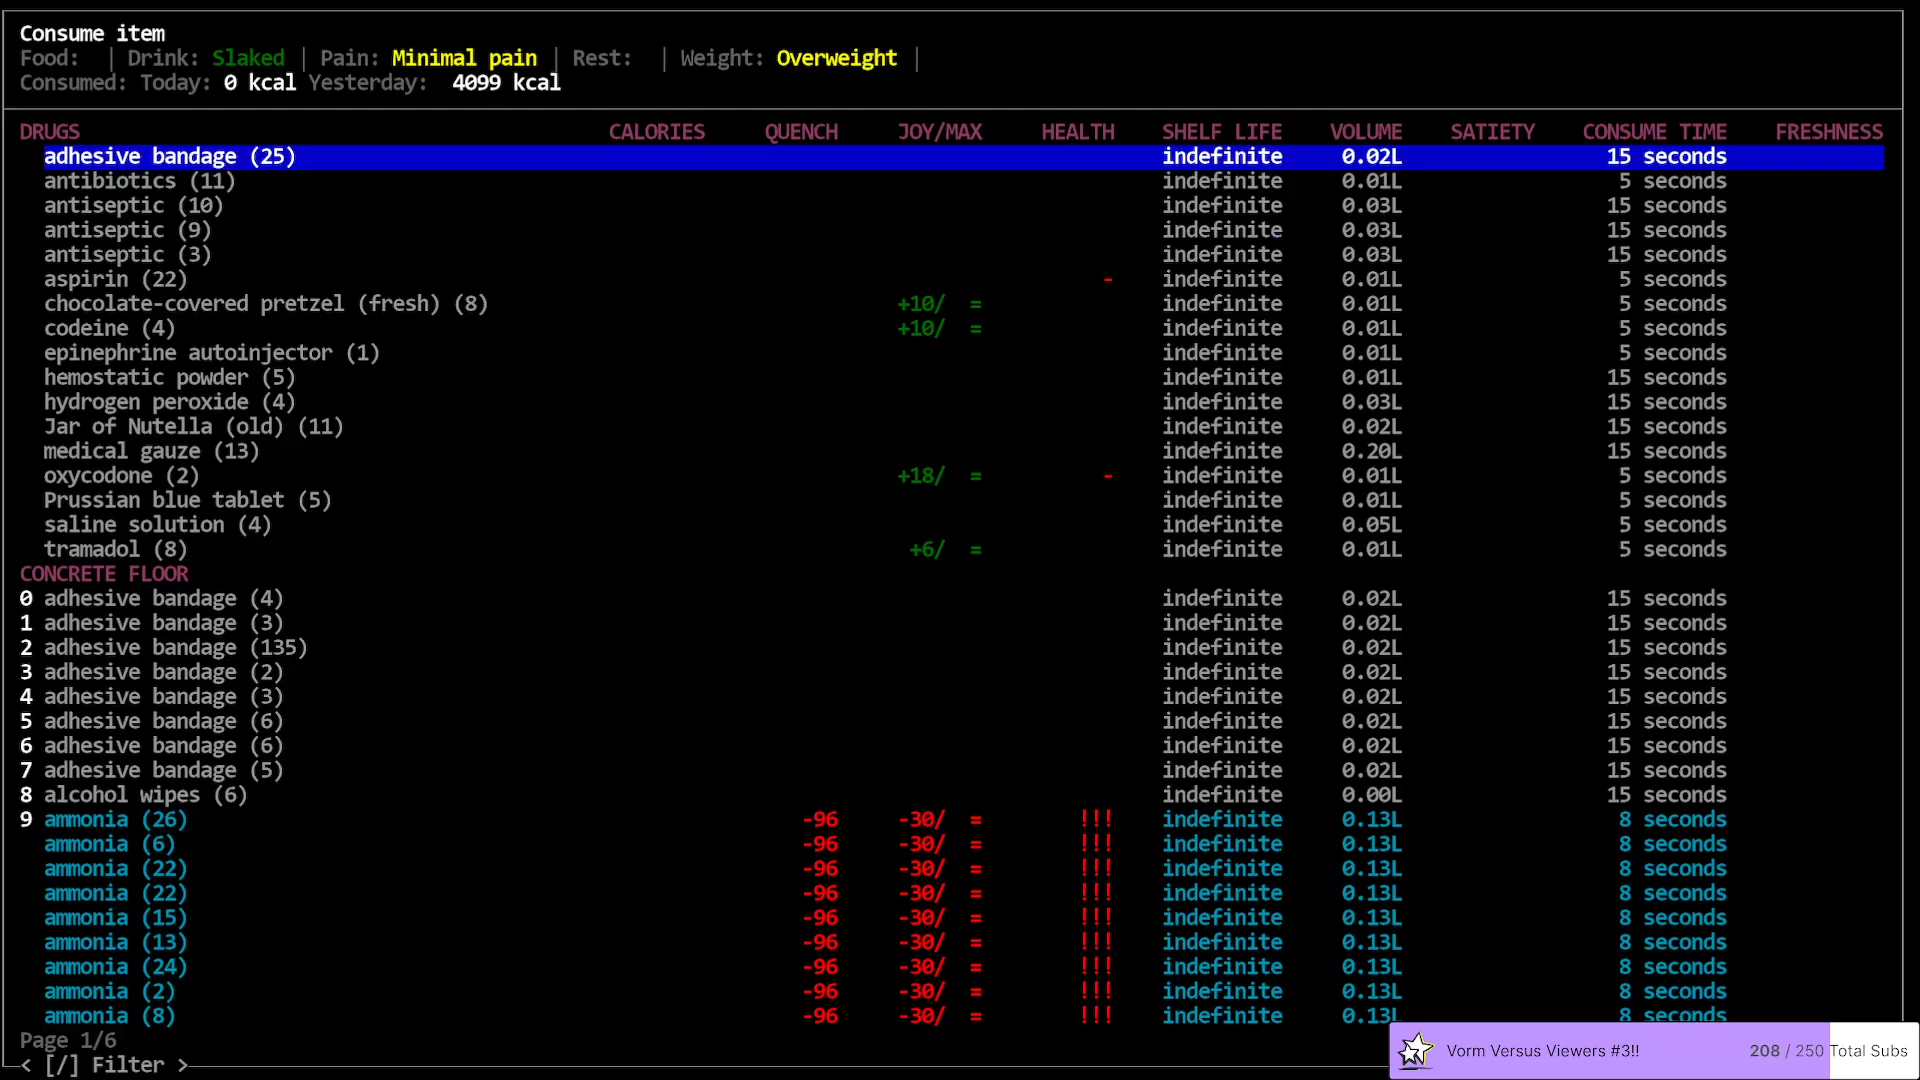 Consume item
Food: | Drink: Slaked | Pain: Minimal pain | Rest: | Weight: Overweight |
Consumed: Today: 0 kcal Yesterday: 4099 kcal
DRUGS CALORIES QUENCH JOY/MAX HEALTH SHELF LIFE VOLUME SATIETY CONSUME TIME FRESHNESS
adhesive bandage (25) indefinite 0.02L 15 seconds
antibiotics (11) indefinite 0.01L 5 seconds
antiseptic (10) indefinite 0.03L 15 seconds
antiseptic (9) indefinite 0.03L 15 seconds
antiseptic (3) indefinite 0.03L 15 seconds
aspirin (22) - indefinite 0.01L 5 seconds
chocolate-covered pretzel (fresh) (8) +10/ = indefinite 0.01L 5 seconds
codeine (4) +10/ = indefinite 0.01L 5 seconds
epinephrine autoinjector (1) indefinite 0.01L 5 seconds
hemostatic powder (5) indefinite 0.01L 15 seconds
hydrogen peroxide (4) indefinite 0.03L 15 seconds
Jar of Nutella (old) (11) indefinite 0.02L 15 seconds
medical gauze (13) indefinite 0.20L 15 seconds
oxycodone (2) +18/ = - indefinite 0.01L 5 seconds
Prussian blue tablet (5) indefinite 0.01L 5 seconds
saline solution (4) indefinite 0.05L 5 seconds
tramadol (8) +6/ = indefinite 0.01L 5 seconds
CONCRETE FLOOR
0 adhesive bandage (4) indefinite 0.02L 15 seconds
1 adhesive bandage (3) indefinite 0.02L 15 seconds
2 adhesive bandage (135) indefinite 0.02L 15 seconds
3 adhesive bandage (2) indefinite 0.02L 15 seconds
4 adhesive bandage (3) indefinite 0.02L 15 seconds
5 adhesive bandage (6) indefinite 0.02L 15 seconds
6 adhesive bandage (6) indefinite 0.02L 15 seconds
7 adhesive bandage (5) indefinite 0.02L 15 seconds
8 alcohol wipes (6) indefinite 0.00L 15 seconds
9 ammonia (26) -96 -30/ = !!! indefinite 0.13L 8 seconds
ammonia (6) -96 -30/ = !!! indefinite 0.13L 8 seconds
ammonia (22) -96 -30/ = !!! indefinite 0.13L 8 seconds
ammonia (22) -96 -30/ = !!! indefinite 0.13L 8 seconds
ammonia (15) -96 -30/ = !!! indefinite 0.13L 8 seconds
ammonia (13) -96 -30/ = !!! indefinite 0.13L 8 seconds
ammonia (24) -96 -30/ = !!! indefinite 0.13L 8 seconds
ammonia (2) -96 -30/ = !!! indefinite 0.13L 8 seconds
ammonia (8) -96 -30/ = !!! indefinite 0.13L 8 seconds
Page 1/6
< [/] Filter >
7 Vorm Versus Viewers #3!! 208 / 250 Total Subs